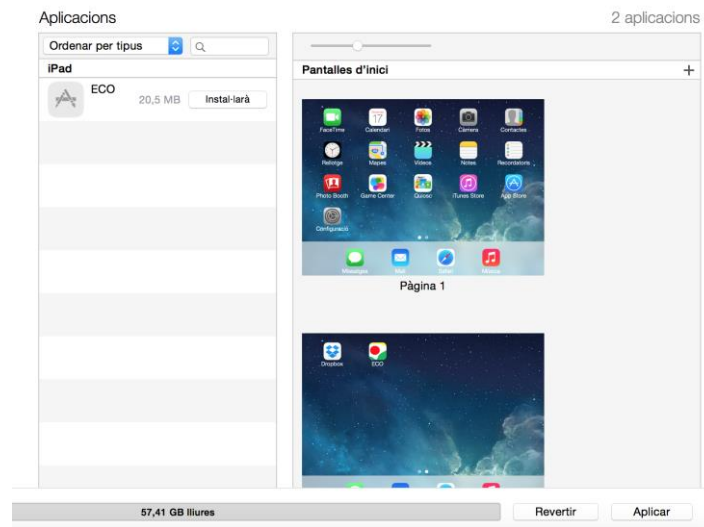 Aplicacions
2 aplicacions
Ordenar per tipus
iPad
ECO
20,5 MB
Instal·larà
Pantalles d'inici
FaceTime Calendari Fotos Càmera Contactes
Rellotge Mapes Vídeos Notes Recordatoris
Photo Booth Game Center Quiosc iTunes Store App Store
Configuració
Missatges Mail Safari Música
Pàgina 1
Dropbox ECO
57,41 GB lliures
Revertir
Aplicar